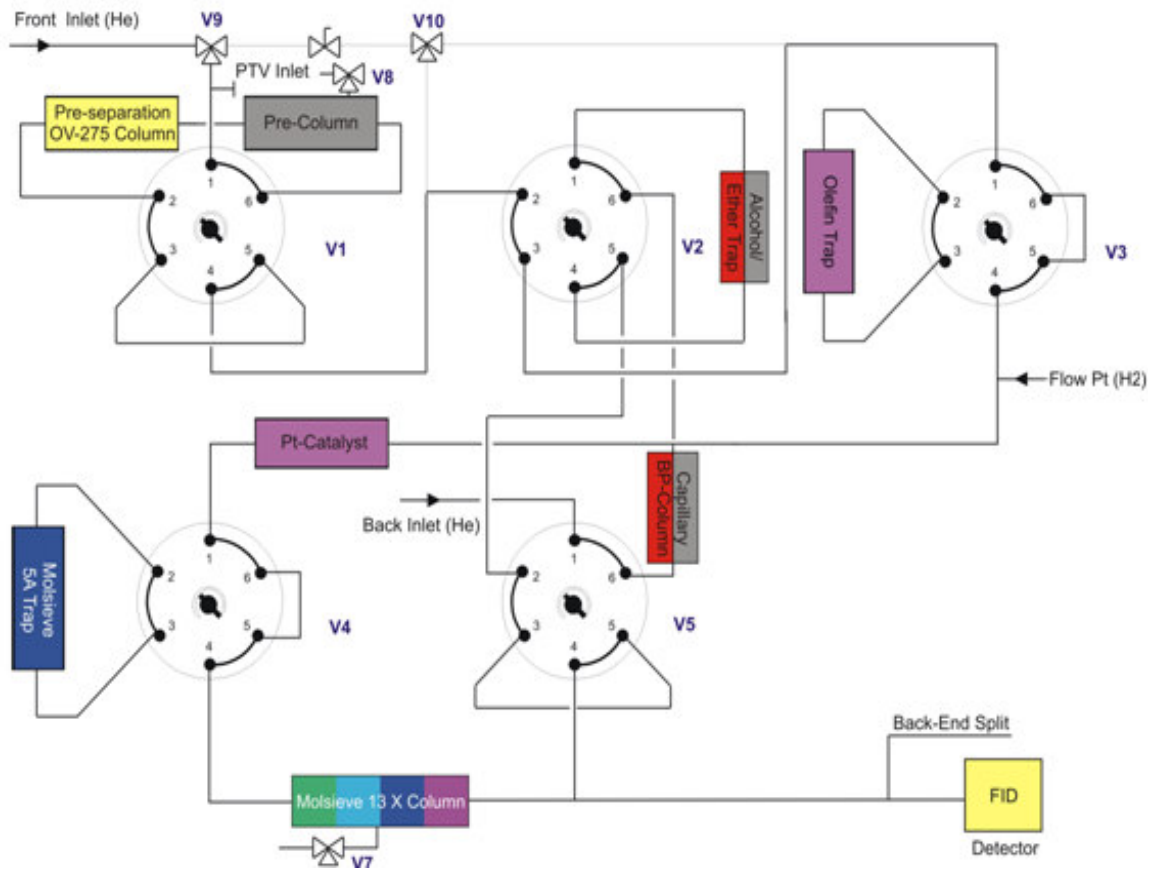 Front Inlet (He)
V9
V10
PTV Inlet
V8
Pre-separation
OV-275 Column
Pre-Column
1
2
3
4
5
6
V1
1
2
3
4
5
6
V2
Alcohol/
Ether Trap
Olefin Trap
1
2
3
4
5
6
V3
Flow Pt (H2)
Pt-Catalyst
Back Inlet (He)
Capillary
BP-Column
Molsieve
5A Trap
1
2
3
4
5
6
V4
1
2
3
4
5
6
V5
Back-End Split
Molsieve 13 X Column
FID
V7
Detector